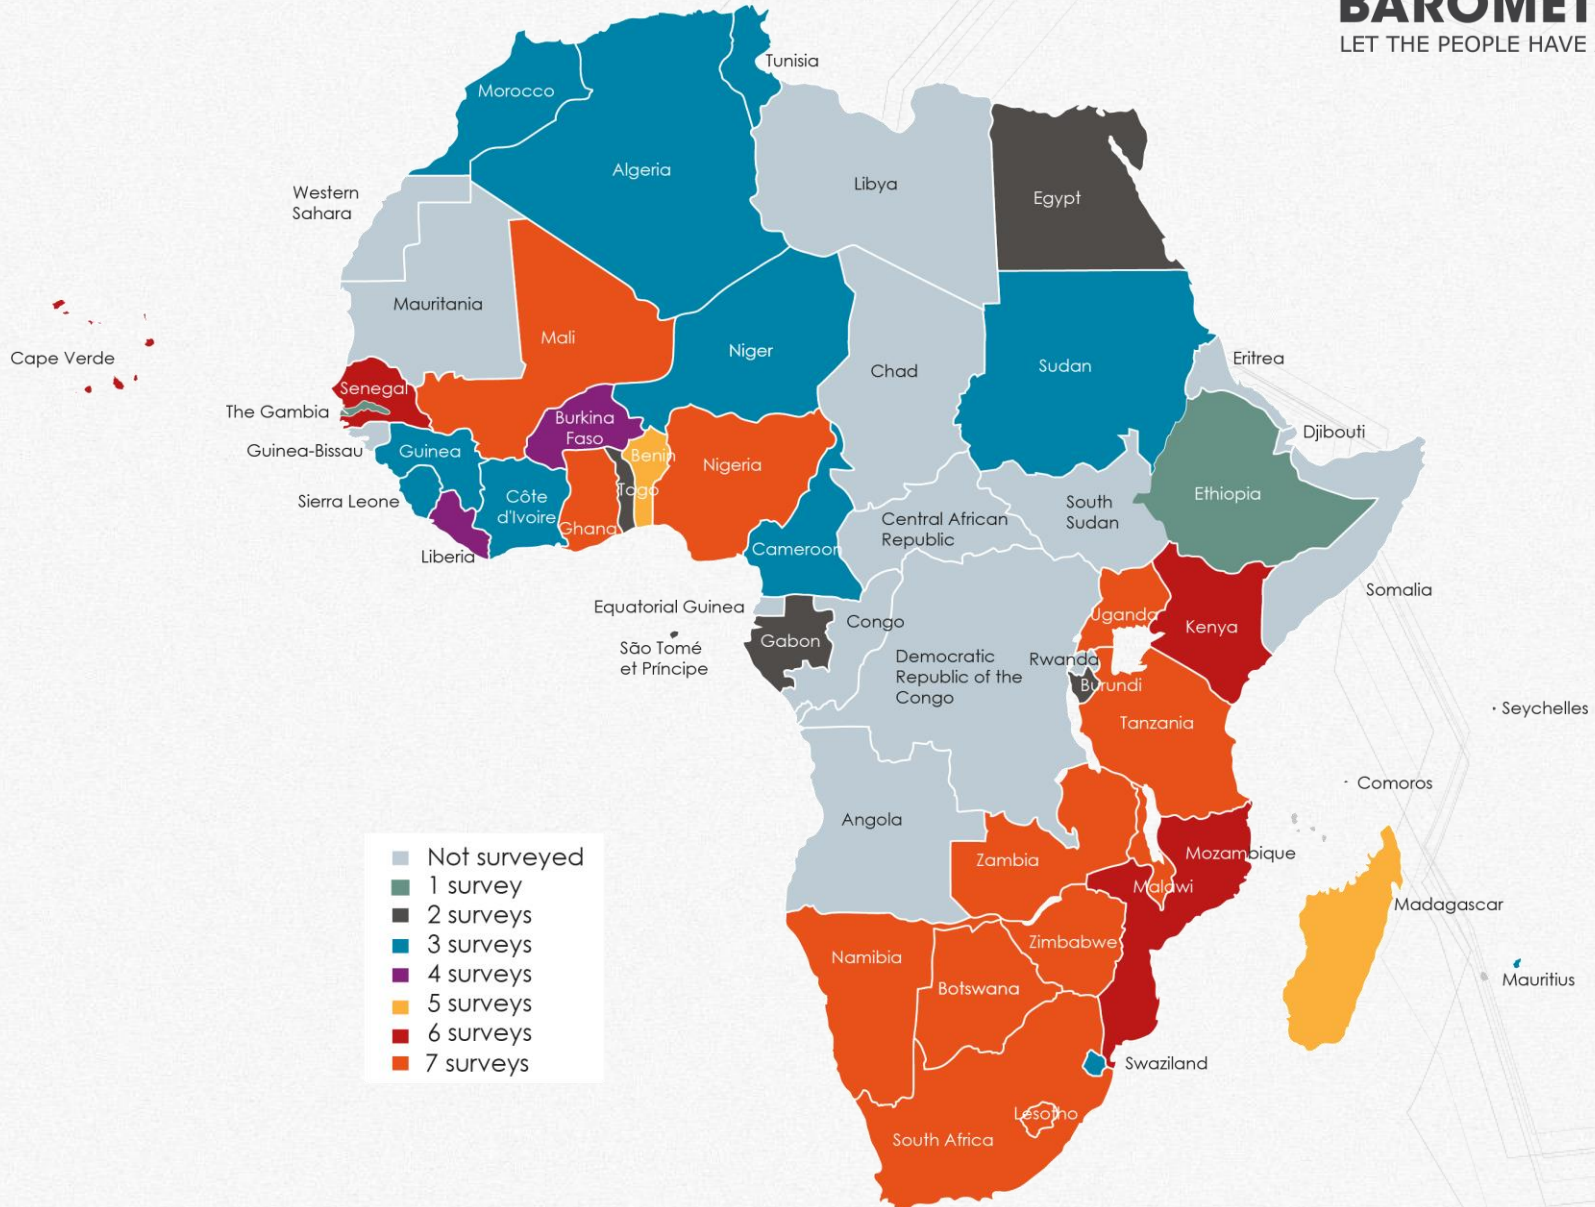 BAROMET
LET THE PEOPLE HAVE
Tunisia
Morocco
Algeria
Libya
Egypt
Western
Sahara
Mauritania
Mali
Niger
Chad
Sudan
Eritrea
Cape Verde
Senegal
The Gambia
Burkina
Faso
Djibouti
Guinea-Bissau
Guinea
Benin
Nigeria
Togo
Ethiopia
Sierra Leone
Côte
d'Ivoire
Ghana
South
Sudan
Central African
Republic
Liberia
Cameroon
Somalia
Equatorial Guinea
Congo
Uganda
Kenya
São Tomé
et Príncipe
Gabon
Democratic
Republic of the
Congo
Rwanda
Burundi
Seychelles
Tanzania
Comoros
Angola
Zambia
Mozambique
Malawi
Madagascar
Not surveyed
1 survey
2 surveys
3 surveys
4 surveys
5 surveys
6 surveys
7 surveys
Zimbabwe
Namibia
Botswana
Mauritius
Swaziland
Lesotho
South Africa